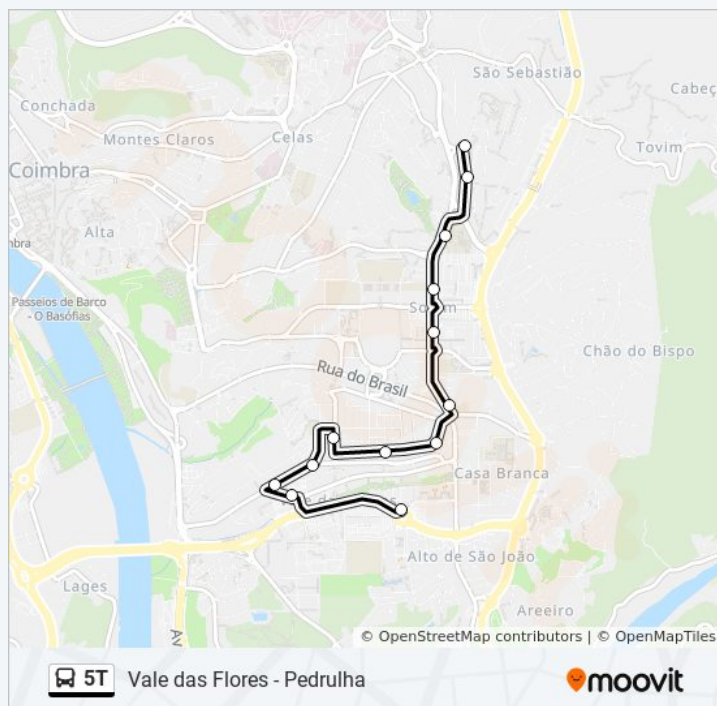 São Sebastião
Cabeç
Conchada
Montes Claros
Celas
Tovim
Coimbra
Alta
mbra
Passeios de Barco
- O Basófias
Chão do Bispo
Rua do Brasil
Casa Branca
Alto de São João
Lages
Areeiro
Av
© OpenStreetMap contributors | © OpenMapTiles
5T Vale das Flores - Pedrulha moovit